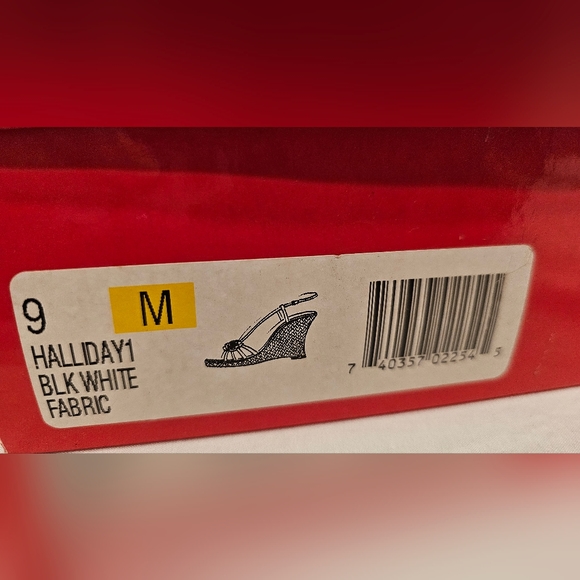 9 M
HALLIDAY1
BLK WHITE
FABRIC
7 40357 02254 5